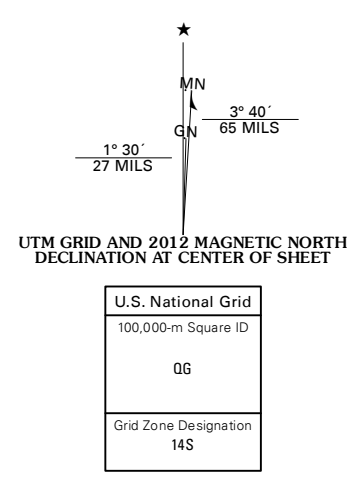 ★
MN
3° 40´
65 MILS
GN
1° 30´
27 MILS
UTM GRID AND 2012 MAGNETIC NORTH
DECLINATION AT CENTER OF SHEET
U.S. National Grid
100,000-m Square ID
QG
Grid Zone Designation
14S